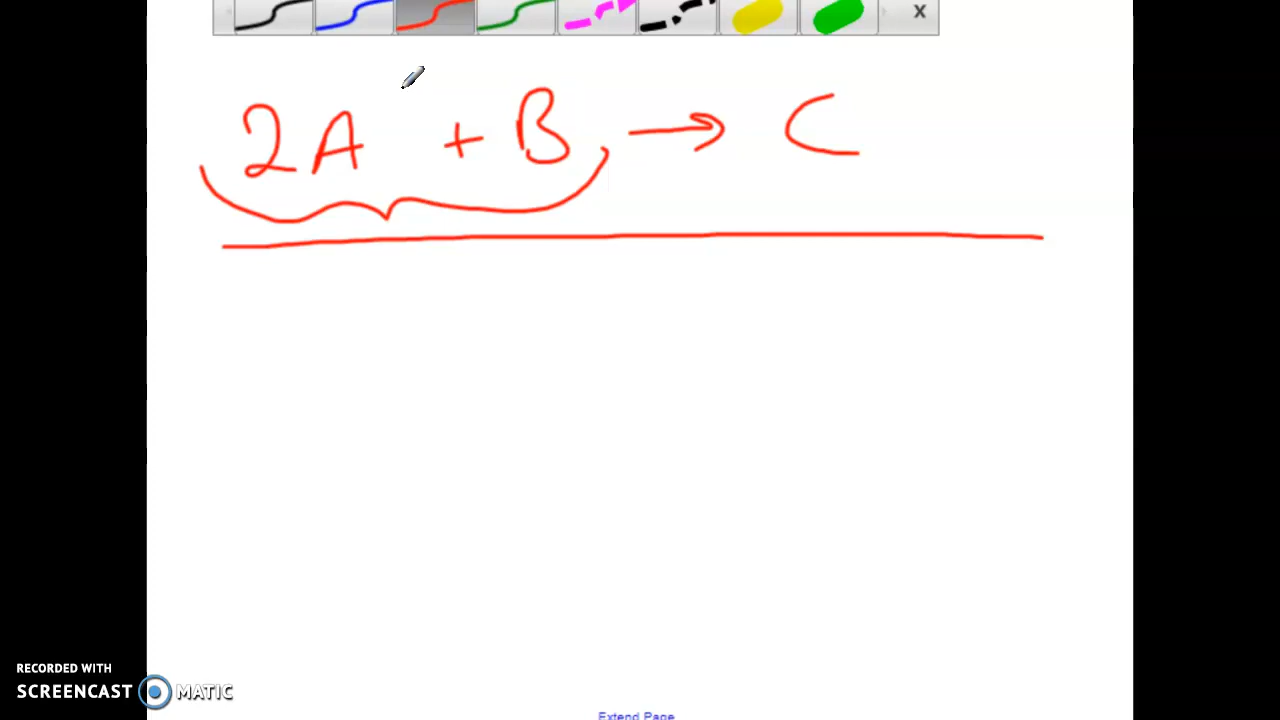 x
2A + B → C
RECORDED WITH
SCREENCAST MATIC
Extend Page